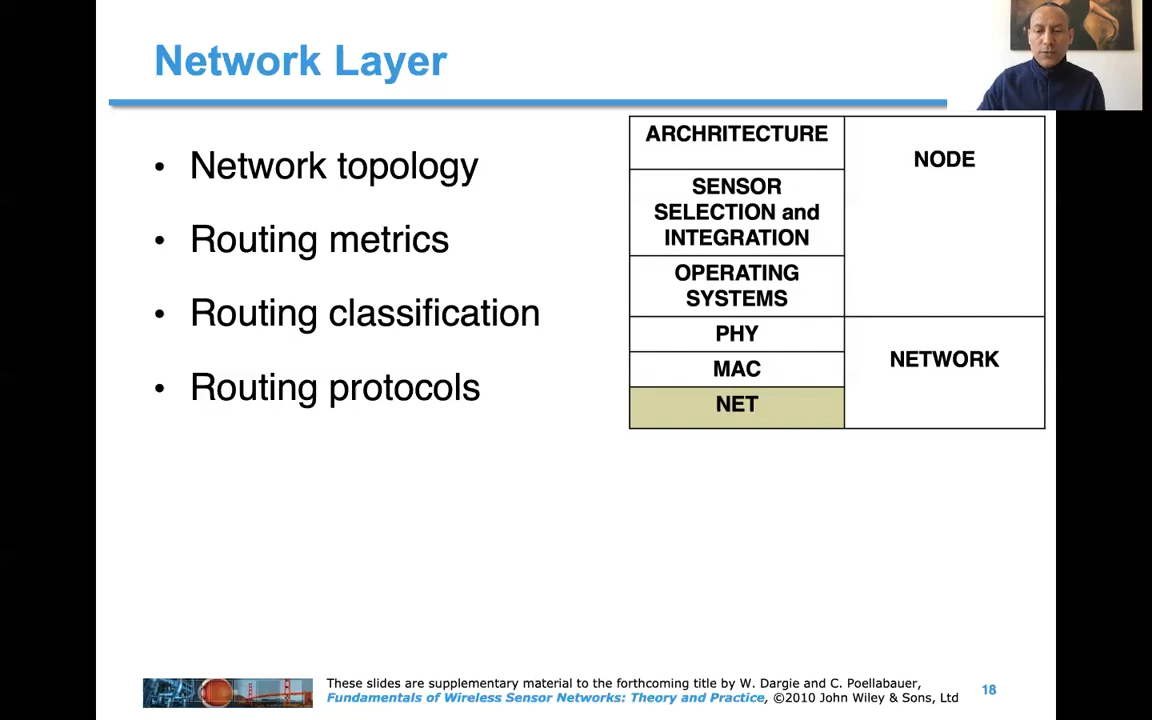 Network Layer
• Network topology
• Routing metrics
• Routing classification
• Routing protocols
ARCHRITECTURE
NODE
SENSOR
SELECTION and
INTEGRATION
OPERATING
SYSTEMS
PHY
MAC
NETWORK
NET
These slides are supplementary material to the forthcoming title by W. Dargie and C. Poellabauer,
Fundamentals of Wireless Sensor Networks: Theory and Practice, ©2010 John Wiley & Sons, Ltd
18